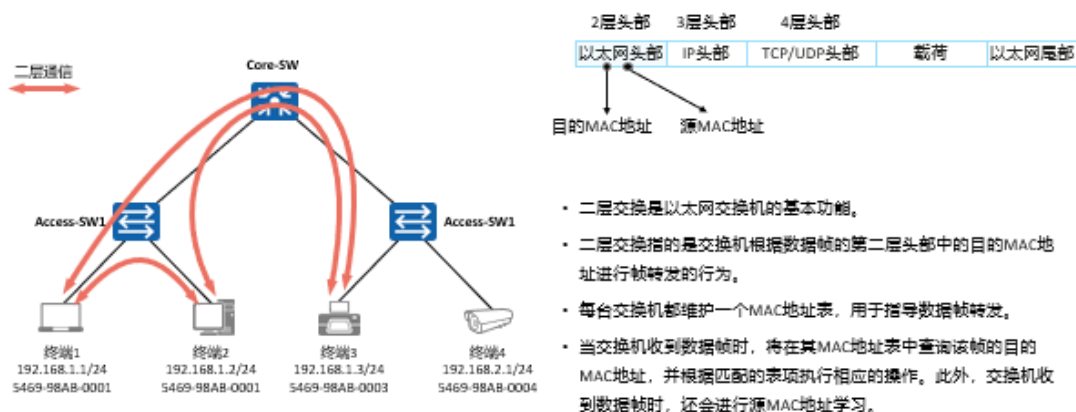 二层通信
Core-SW
Access-SW1
Access-SW1
终端1
192.168.1.1/24
5469-98AB-0001
终端2
192.168.1.2/24
5469-98AB-0001
终端3
192.168.1.3/24
5469-98AB-0003
终端4
192.168.2.1/24
5469-98AB-0004
2层头部 3层头部 4层头部
以太网头部 IP头部 TCP/UDP头部 载荷 以太网尾部
目的MAC地址 源MAC地址
• 二层交换是以太网交换机的基本功能。
• 二层交换指的是交换机根据数据帧的第二层头部中的目的MAC地
址进行帧转发的行为。
• 每台交换机都维护一个MAC地址表，用于指导数据帧转发。
• 当交换机收到数据帧时，将在其MAC地址表中查询该帧的目的
MAC地址，并根据匹配的表项执行相应的操作。此外，交换机收
到数据帧时，还会进行源MAC地址学习。